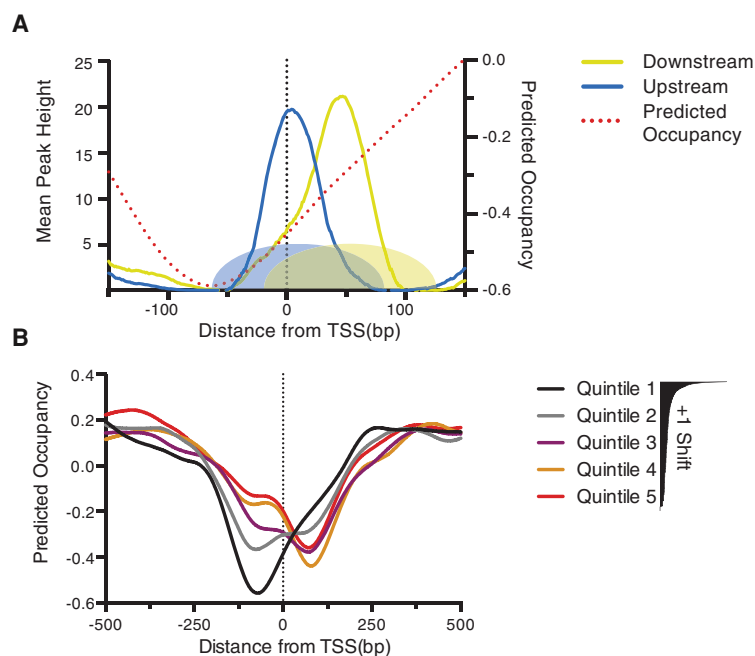 A
Mean Peak Height
25
20
15
10
5
-100
0
100
Distance from TSS(bp)
0.0
-0.2
-0.4
-0.6
Predicted Occupancy
Downstream
Upstream
Predicted
Occupancy
B
Predicted Occupancy
0.4
0.2
0.0
-0.2
-0.4
-0.6
-500
-250
0
250
500
Distance from TSS(bp)
Quintile 1
Quintile 2
Quintile 3
Quintile 4
Quintile 5
+1 Shift